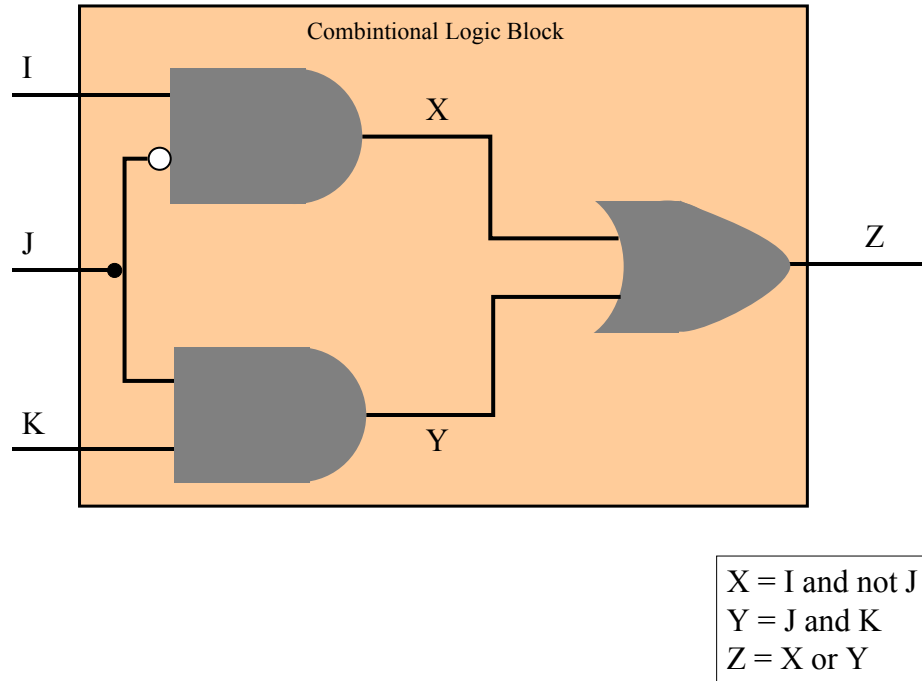 Combintional Logic Block
I
X
J
Z
K
Y
X = I and not J
Y = J and K
Z = X or Y